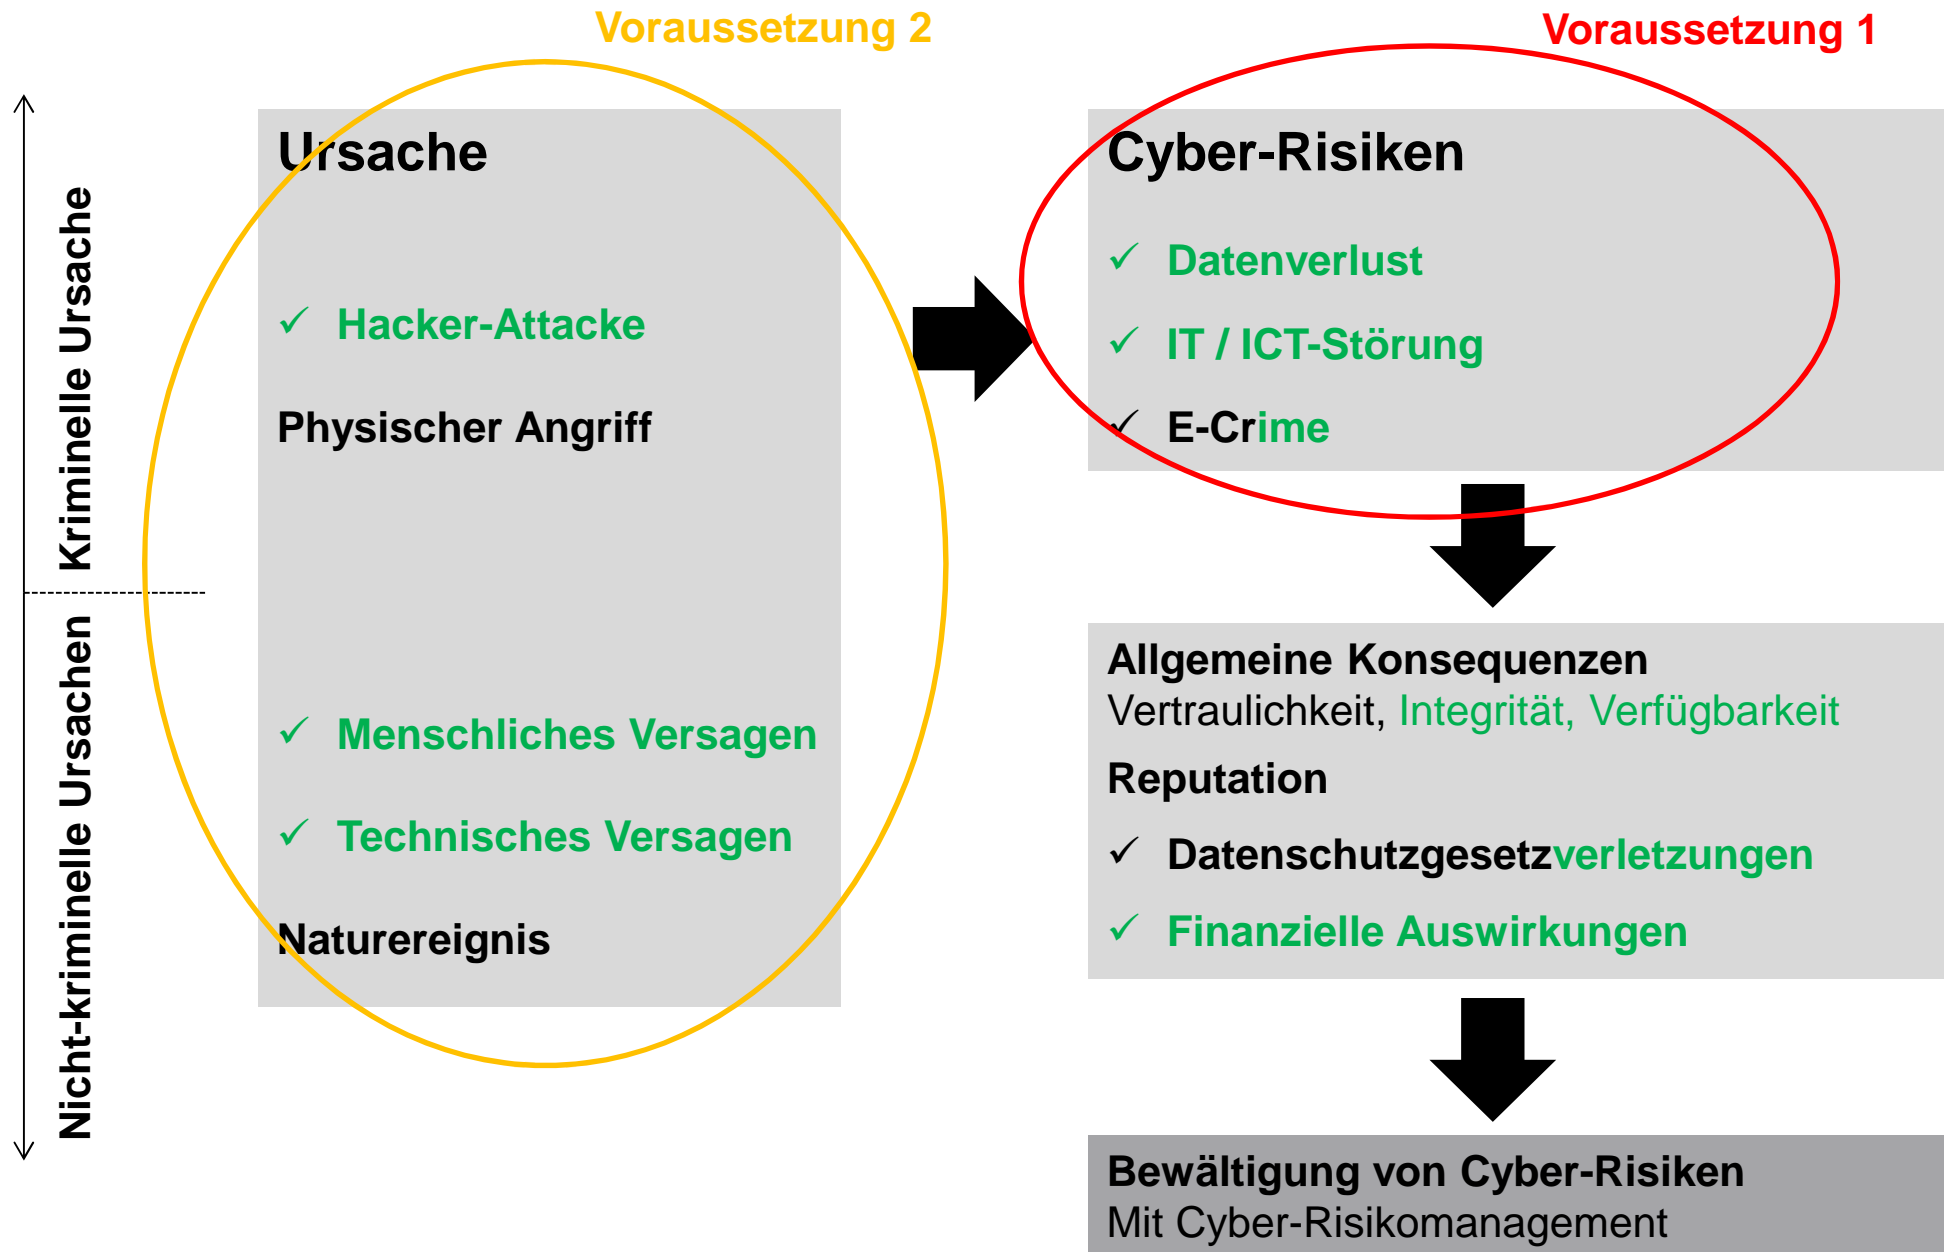 Voraussetzung 2
Voraussetzung 1
Kriminelle Ursache
Nicht-kriminelle Ursachen
Ursache
✓ Hacker-Attacke
Physischer Angriff
✓ Menschliches Versagen
✓ Technisches Versagen
Naturereignis
Cyber-Risiken
✓ Datenverlust
✓ IT / ICT-Störung
✓ E-Crime
Allgemeine Konsequenzen
Vertraulichkeit, Integrität, Verfügbarkeit
Reputation
✓ Datenschutzgesetzverletzungen
✓ Finanzielle Auswirkungen
Bewältigung von Cyber-Risiken
Mit Cyber-Risikomanagement